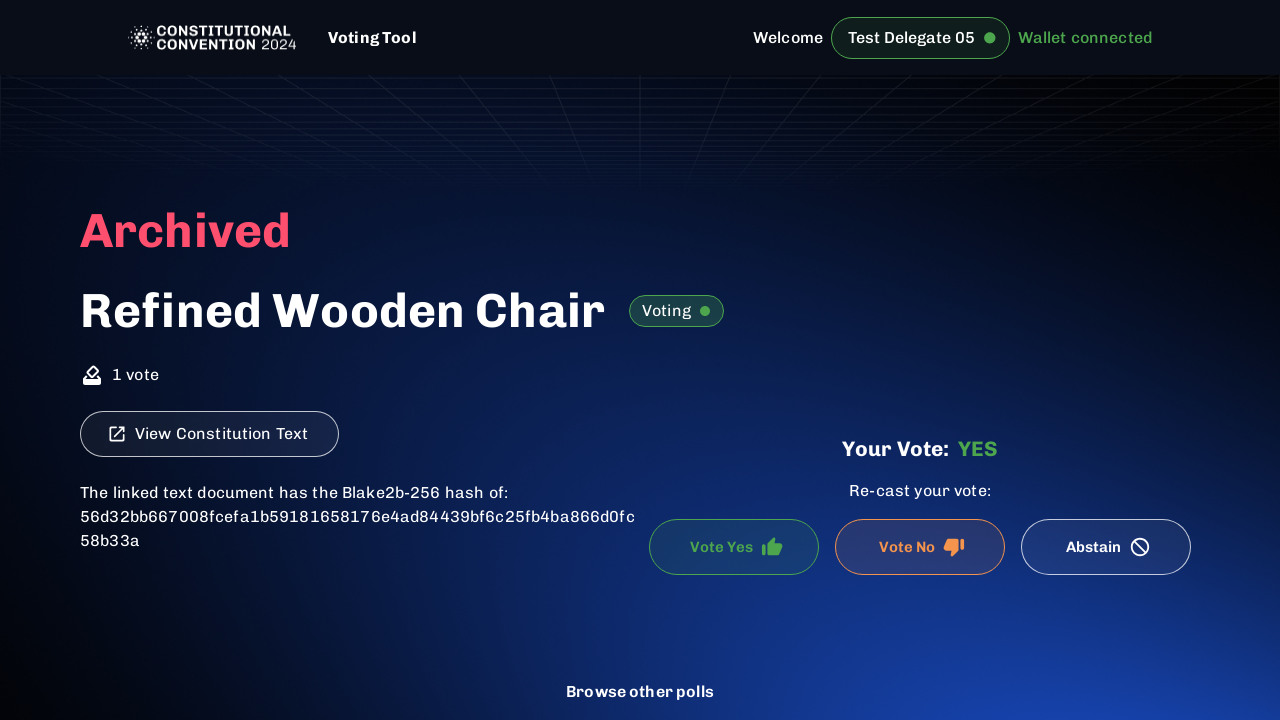 CONSTITUTIONAL
CONVENTION 2024
Voting Tool
Welcome Test Delegate 05 Wallet connected
Archived
Refined Wooden Chair Voting
1 vote
View Constitution Text
The linked text document has the Blake2b-256 hash of:
56d32bb667008fcefa1b59181658176e4ad84439bf6c25fb4ba866d0fc
58b33a
Your Vote: YES
Re-cast your vote:
Vote Yes Vote No Abstain
Browse other polls